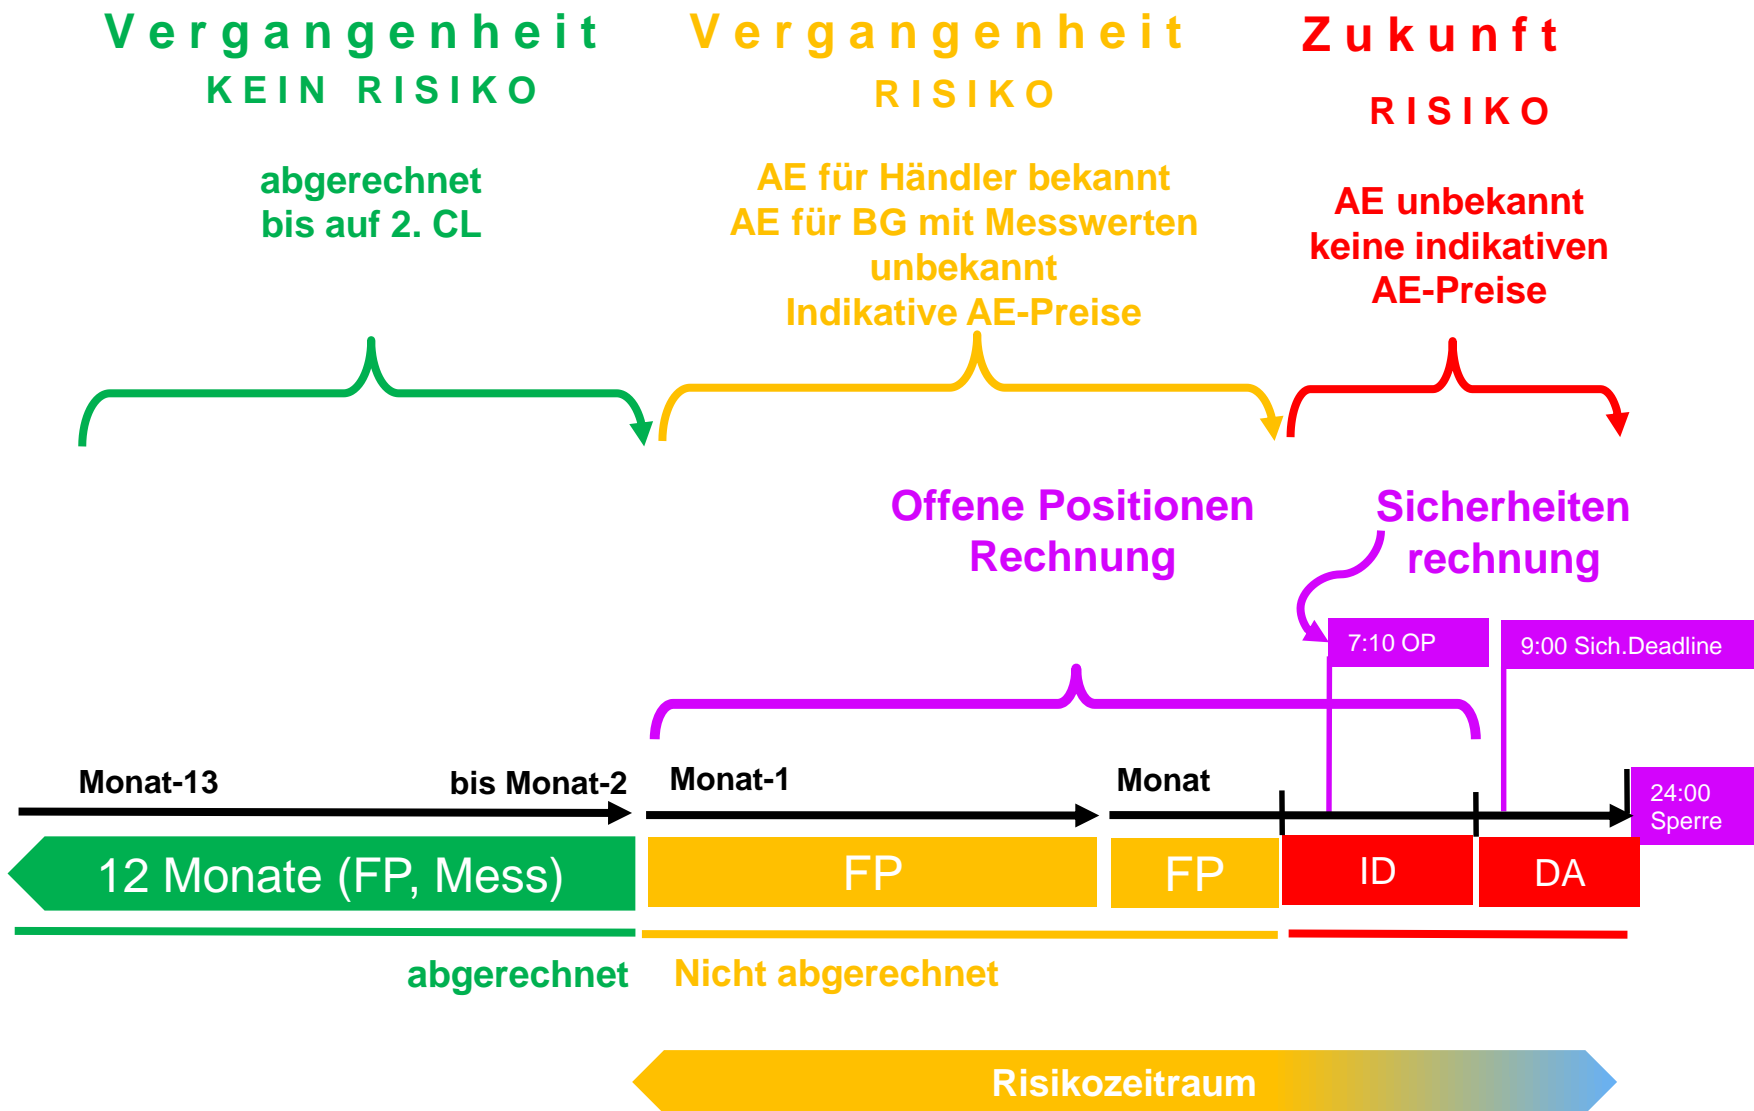 Vergangenheit
KEIN RISIKO
abgerechnet
bis auf 2. CL
Vergangenheit
RISIKO
AE für Händler bekannt
AE für BG mit Messwerten
unbekannt
Indikative AE-Preise
Zukunft
RISIKO
AE unbekannt
keine indikativen
AE-Preise
Offene Positionen
Rechnung
Sicherheiten
rechnung
7:10 OP
9:00 Sich.Deadline
Monat-13
bis Monat-2
Monat-1
Monat
24:00
Sperre
12 Monate (FP, Mess)
FP
FP
ID
DA
abgerechnet
Nicht abgerechnet
Risikozeitraum